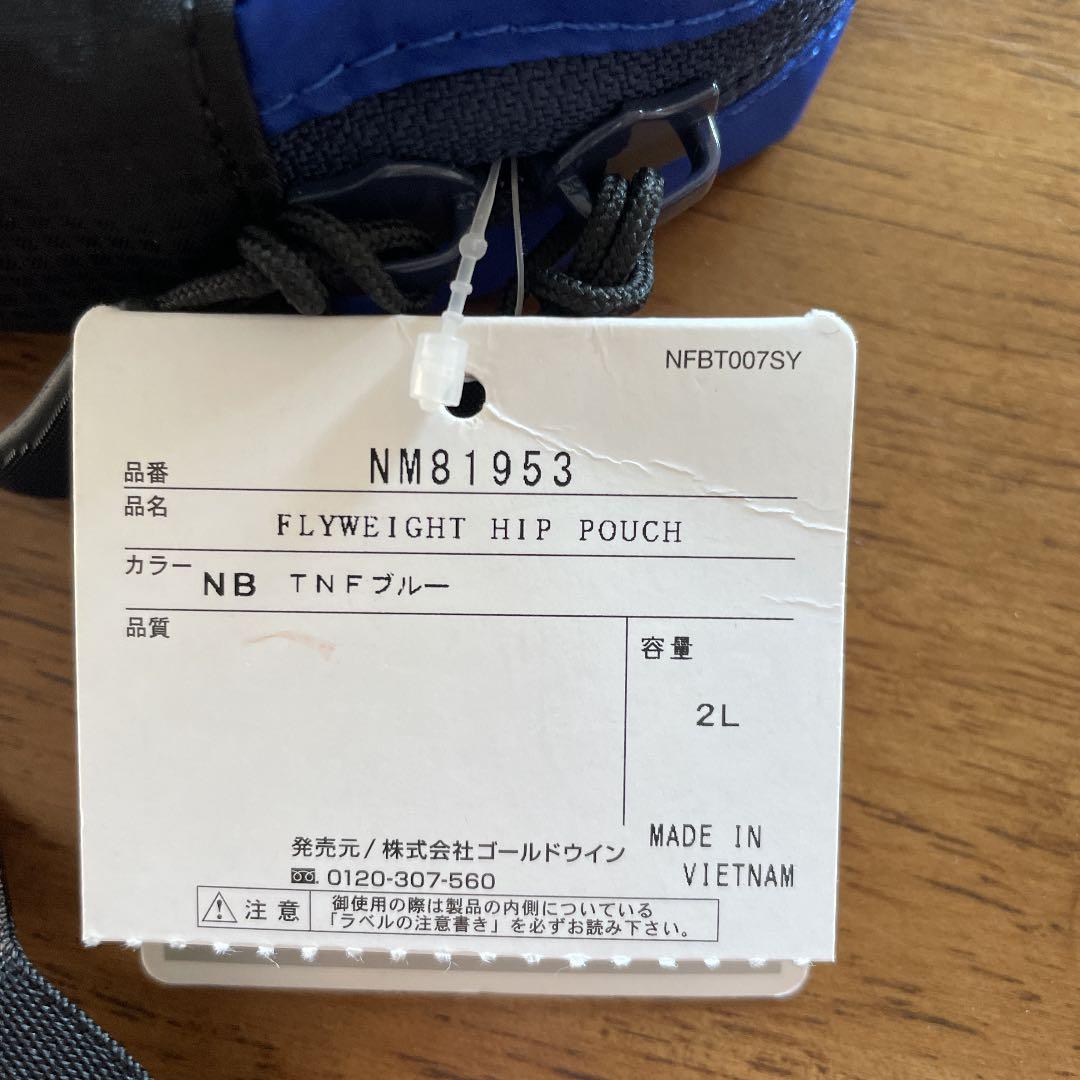 NFBT007SY
品番 NM81953
品名 FLYWEIGHT HIP POUCH
カラー NB TNFブルー
品質
容量
2L
発売元/株式会社ゴールドウイン
0120-307-560
MADE IN
VIETNAM
注意
御使用の際は製品の内側についている
「ラベルの注意書き」を必ずお読み下さい。